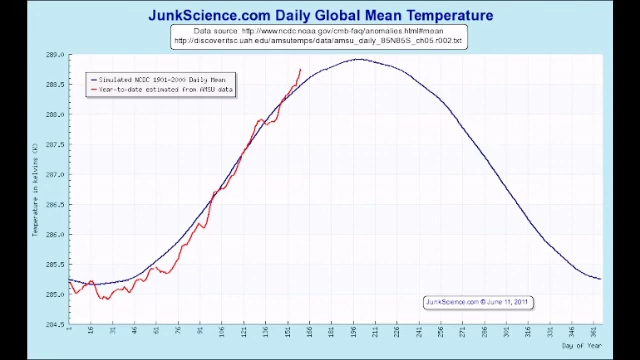 JunkScience.com Daily Global Mean Temperature
Data source: http://www.ncdc.noaa.gov/cmb-faq/anomalies.html#mean
http://discover.itsc.uah.edu/amsutemps/data/amsu_daily_85N85S_ch05.r002.txt
Simulated NCDC 1901-2000 Daily Mean
Year-to-date estimated from AMSU data
Temperature in kelvins (K)
289.0
288.5
288.0
287.5
287.0
286.5
286.0
285.5
285.0
284.5
JunkScience.com © June 11, 2011
1 16 31 46 61 76 91 106 121 136 151 166 181 196 211 226 241 256 271 286 301 316 331 346 361
Day of Year